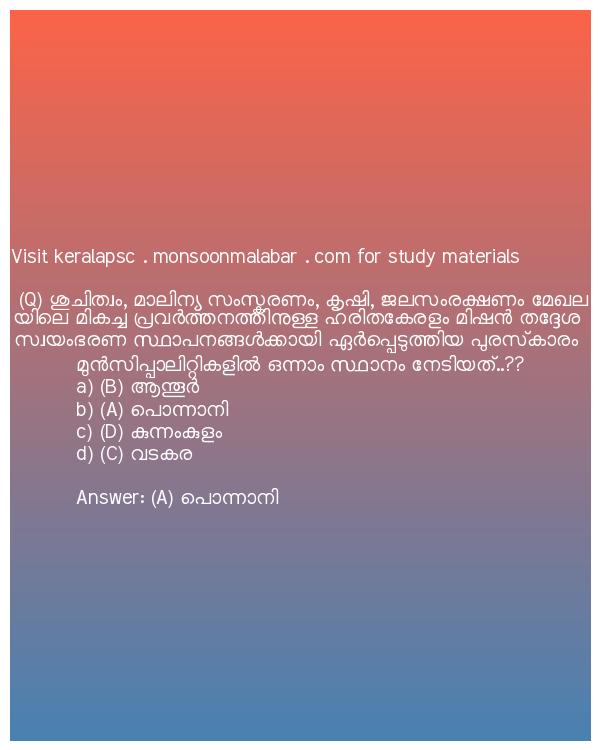 Visit keralapsc . monsoonmalabar . com for study materials
(Q) ശുചിത്വം, മാലിന്യ സംസ്കരണം, കൃഷി, ജലസംരക്ഷണം മേഖല
യിലെ മികച്ച പ്രവർത്തനത്തിനുള്ള ഹരിതകേരളം മിഷൻ തദ്ദേശ
സ്വയംഭരണ സ്ഥാപനങ്ങൾക്കായി ഏർപ്പെടുത്തിയ പുരസ്‌കാരം
മുൻസിപ്പാലിറ്റികളിൽ ഒന്നാം സ്ഥാനം നേടിയത്..??
a) (B) ആന്തൂർ
b) (A) പൊന്നാനി
c) (D) കുന്നംകുളം
d) (C) വടകര
Answer: (A) പൊന്നാനി